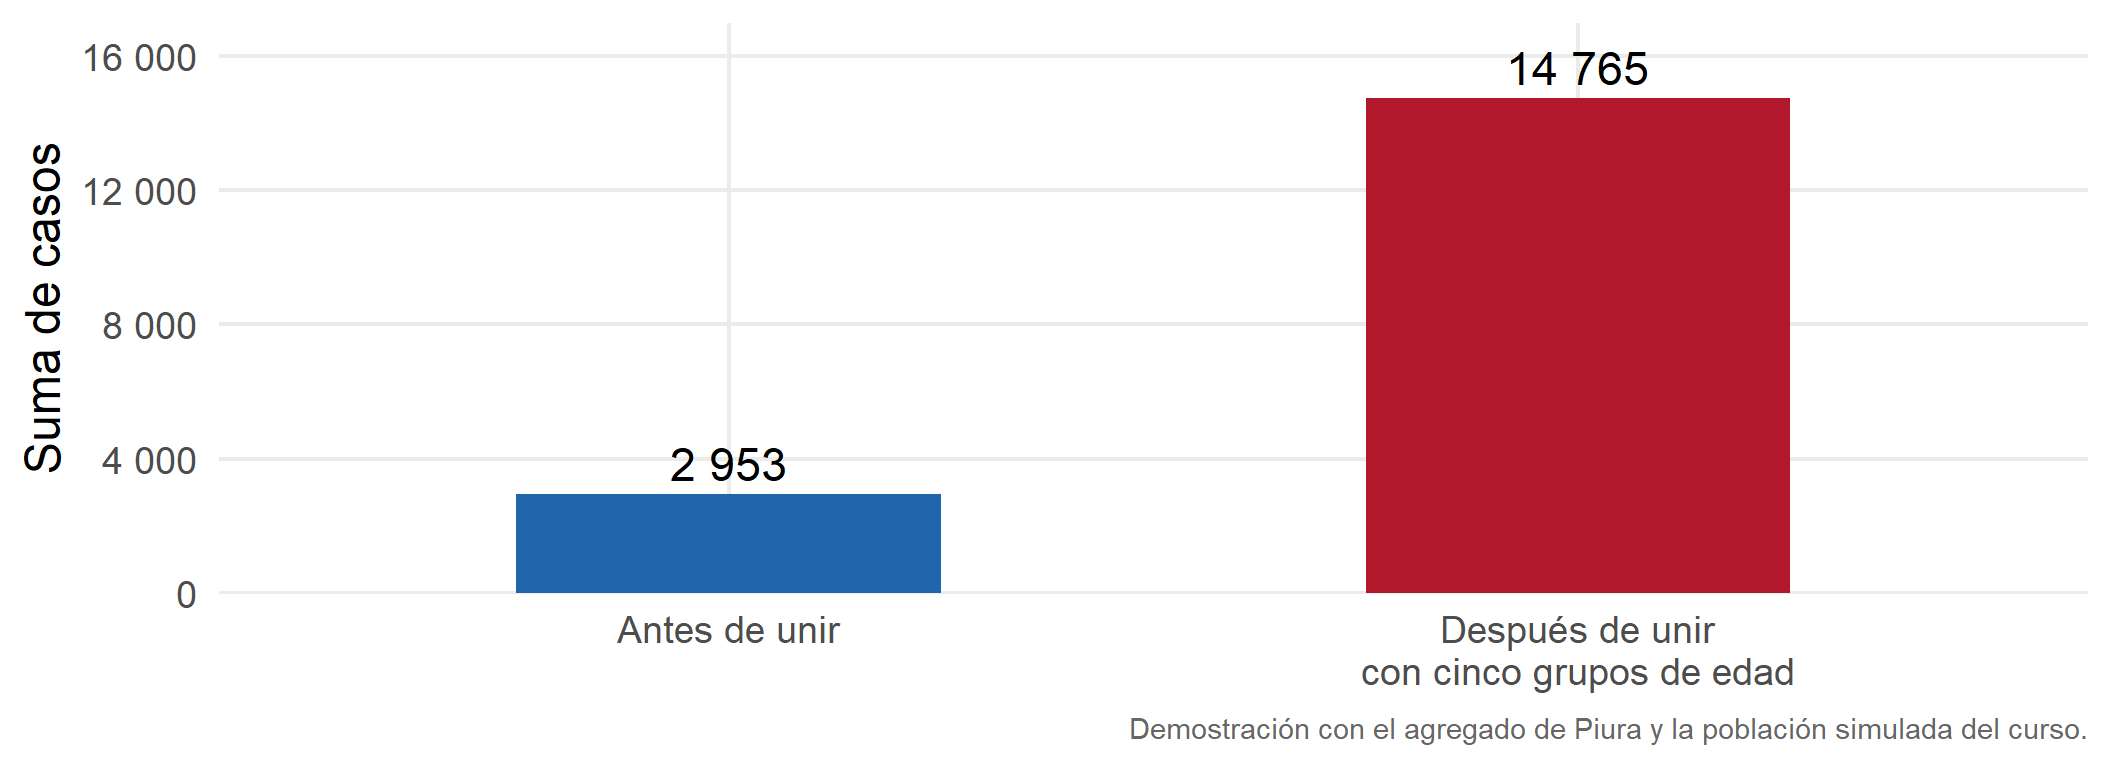 Suma de casos
16 000
12 000
8 000
4 000
0
2 953
14 765
Antes de unir
Después de unir
con cinco grupos de edad
Demostración con el agregado de Piura y la población simulada del curso.